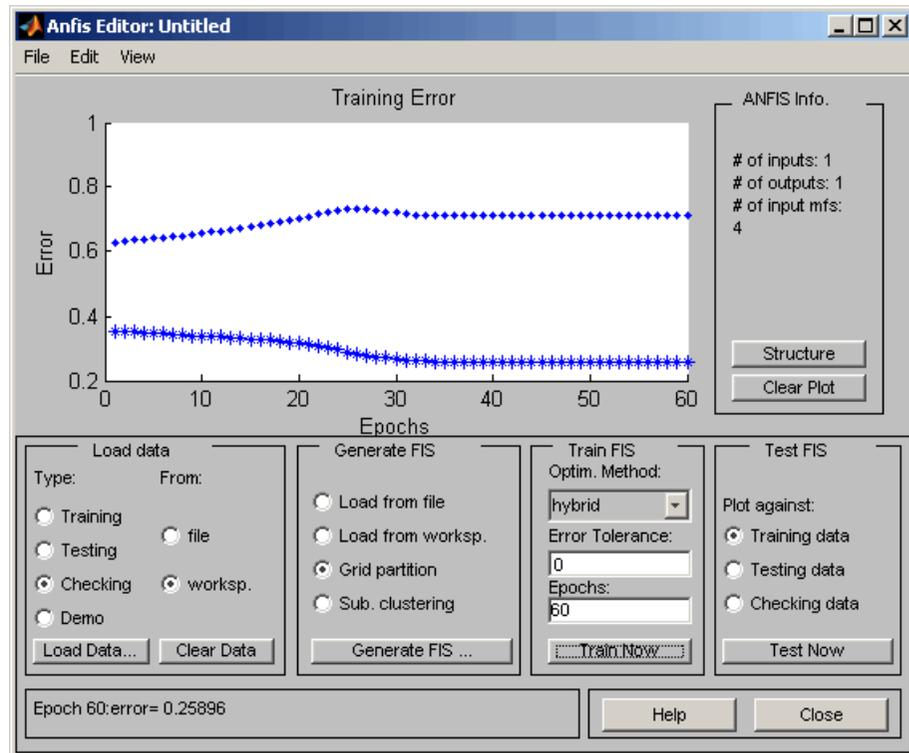 Anfis Editor: Untitled
File Edit View
Training Error
1
0.8
0.6
0.4
0.2
Error
0 10 20 30 40 50 60
Epochs
ANFIS Info.
# of inputs: 1
# of outputs: 1
# of input mfs:
4
Structure
Clear Plot
Load data
Type: From:
Training
file
Testing
Checking
worksp.
Demo
Load Data... Clear Data
Generate FIS
Load from file
Load from worksp.
Grid partition
Sub. clustering
Generate FIS ...
Train FIS
Optim. Method:
hybrid
Error Tolerance:
0
Epochs:
60
Train Now
Test FIS
Plot against:
Training data
Testing data
Checking data
Test Now
Epoch 60:error= 0.25896
Help
Close